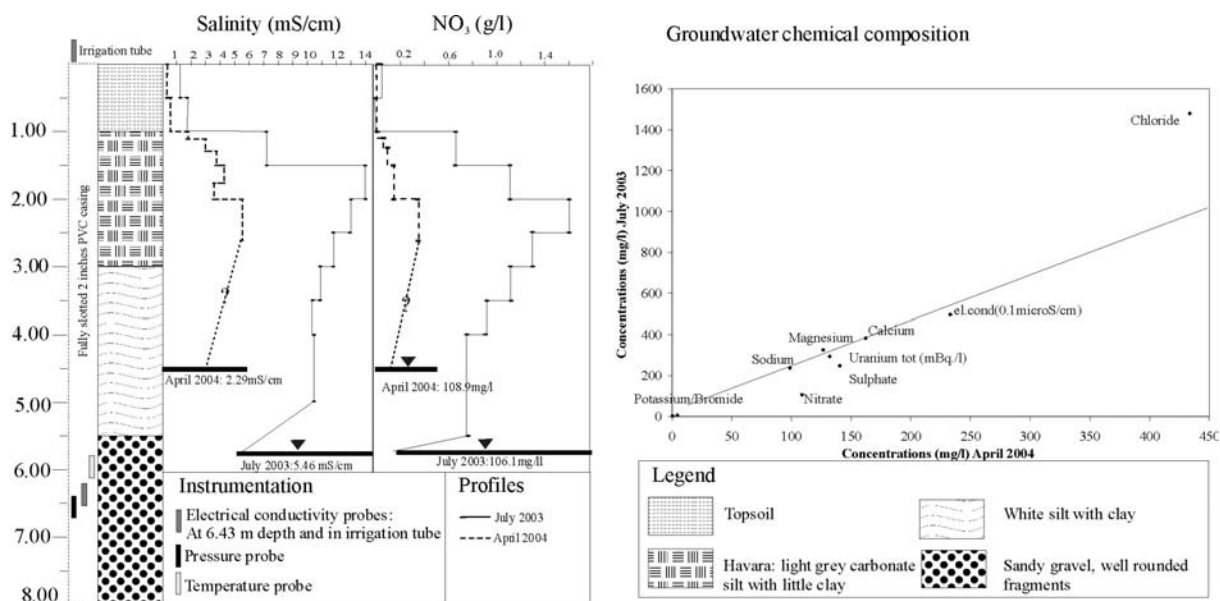 Salinity (mS/cm)
NO3 (g/l)
Irrigation tube
1 2 3 4 5 6 7 8 9 10 12 14
0.2 0.6 1.0 1.4
1.00
2.00
3.00
4.00
5.00
6.00
7.00
8.00
Fully slotted 2 inches PVC casing
?
?
April 2004: 2.29mS/cm
April 2004: 108.9mg/l
July 2003:5.46 mS/cm
July 2003:106.1mg/ll
Instrumentation
Electrical conductivity probes:
At 6.43 m depth and in irrigation tube
Pressure probe
Temperature probe
Profiles
July 2003
April 2004
Groundwater chemical composition
Concentrations (mg/l) July 2003
1600
1400
1200
1000
800
600
400
200
0
Chloride
el.cond(0.1microS/cm)
Calcium
Magnesium
Uranium tot (mBq./l)
Sodium
Sulphate
Potassium/Bromide
Nitrate
0 50 100 150 200 250 300 350 400 450
Concentrations (mg/l) April 2004
Legend
Topsoil
White silt with clay
Havara: light grey carbonate
silt with little clay
Sandy gravel, well rounded
fragments